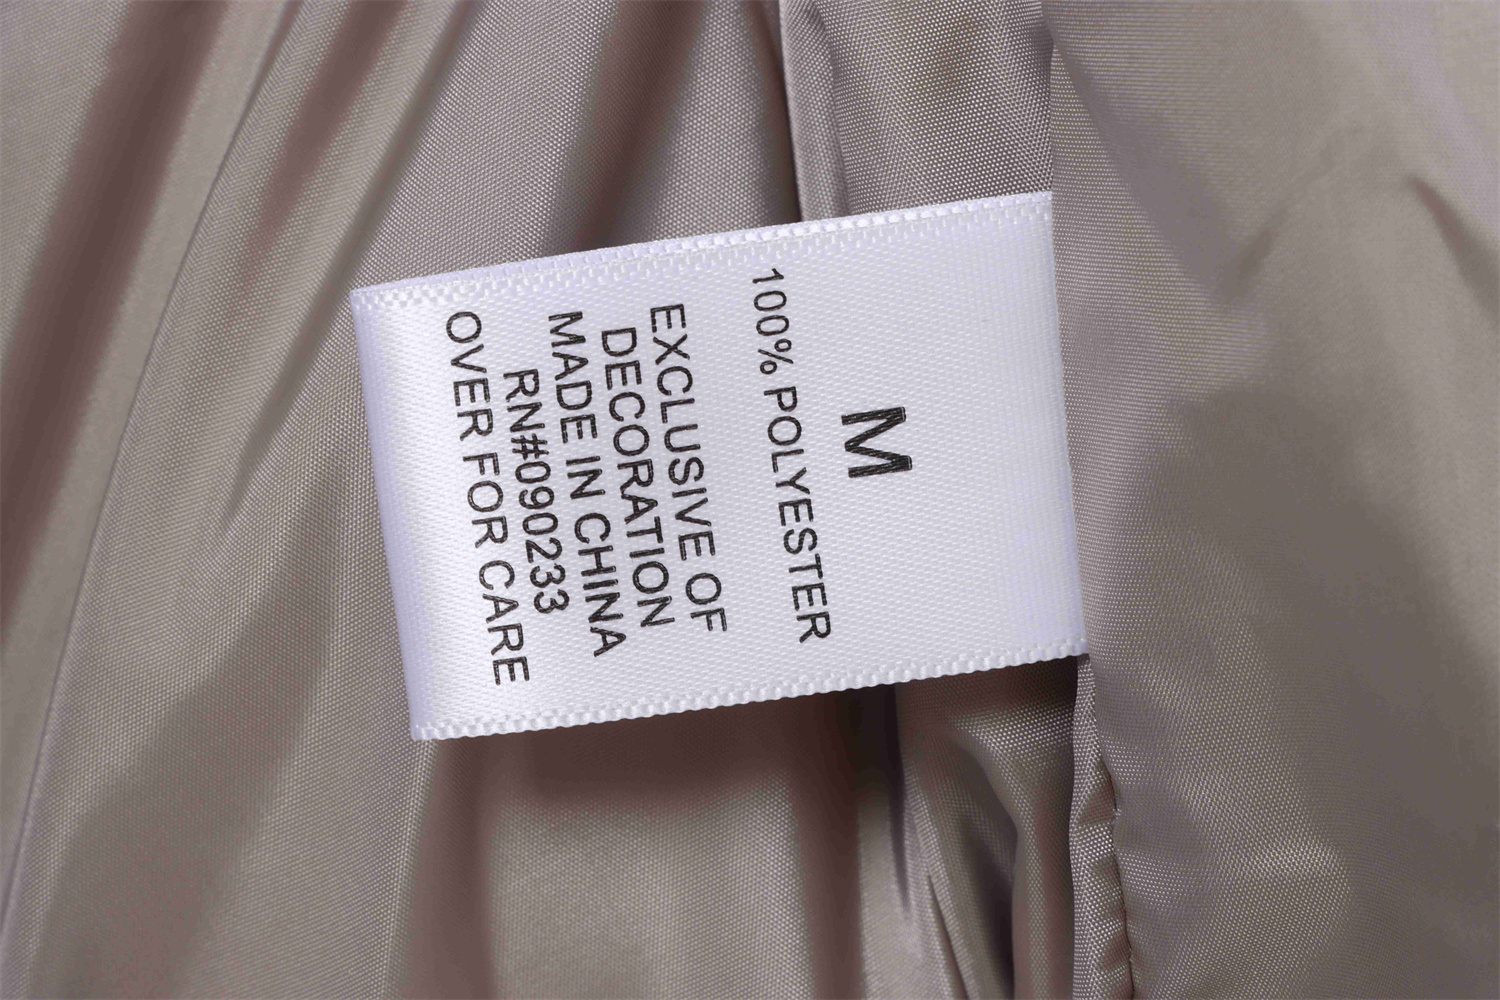 M
100% POLYESTER
EXCLUSIVE OF
DECORATION
MADE IN CHINA
RN#090233
OVER FOR CARE